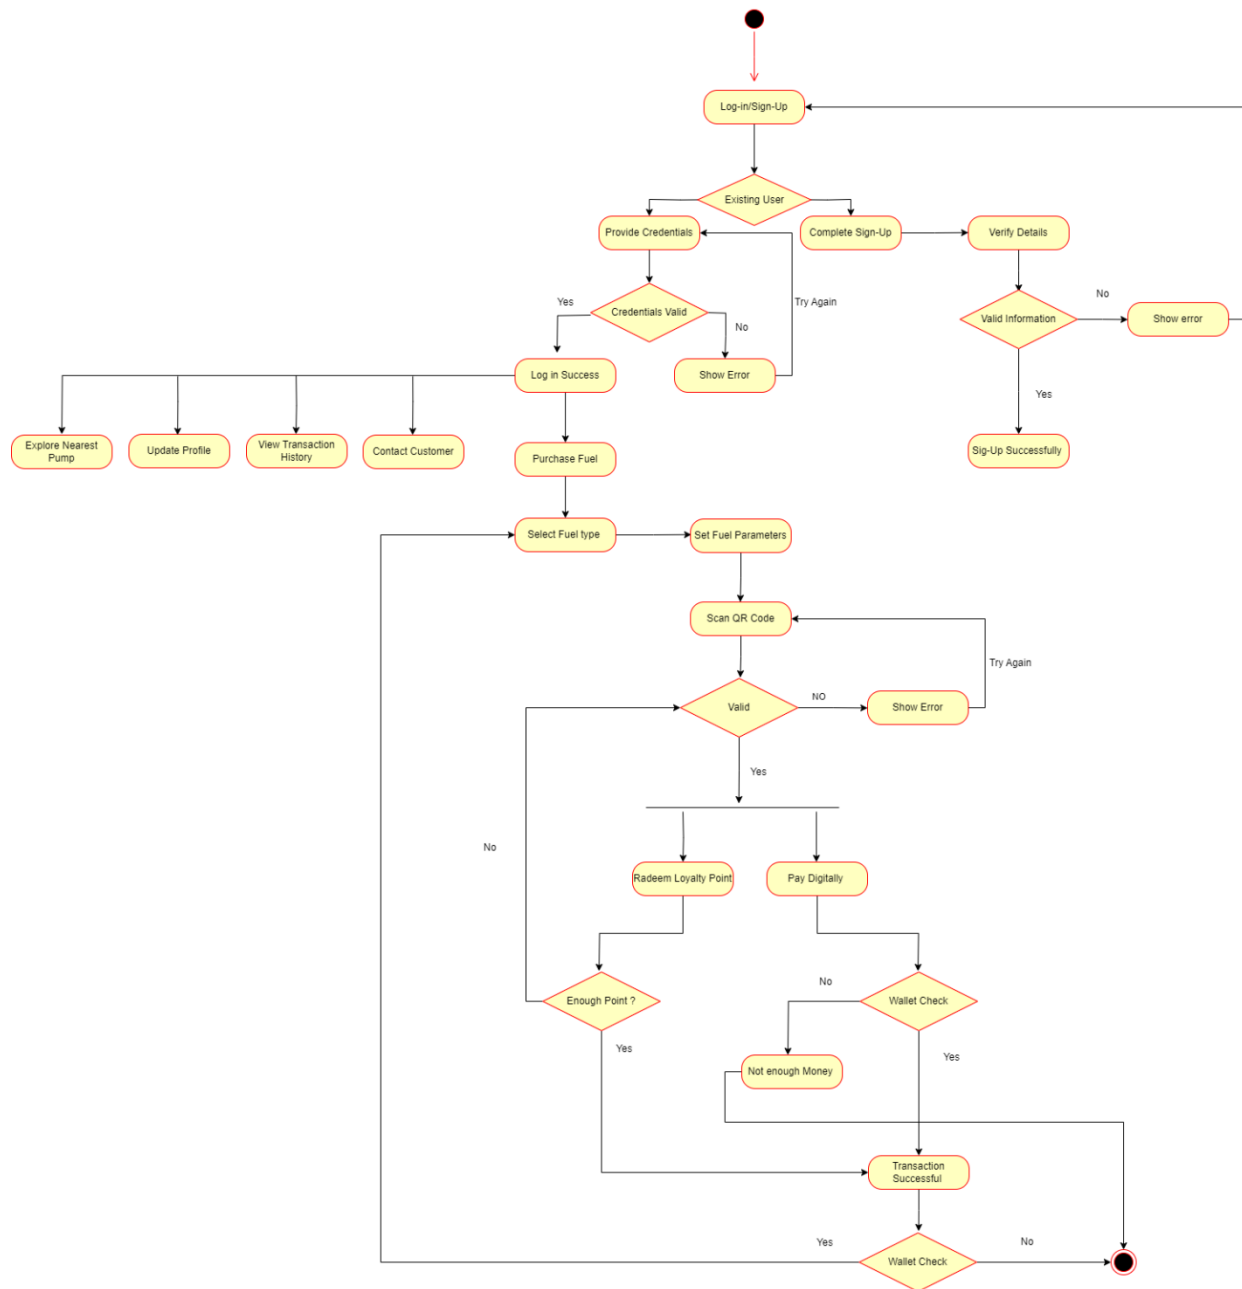 Log-in/Sign-Up
Existing User
Provide Credentials
Complete Sign-Up
Verify Details
Yes
Credentials Valid
No
Try Again
Valid Information
No
Show error
Log in Success
Show Error
Yes
Explore Nearest
Pump
Update Profile
View Transaction
History
Contact Customer
Purchase Fuel
Sig-Up Successfully
Select Fuel type
Set Fuel Parameters
Scan QR Code
Try Again
Valid
NO
Show Error
Yes
No
Radeem Loyalty Point
Pay Digitally
Enough Point ?
No
Wallet Check
Yes
Yes
Not enough Money
Transaction
Successful
Yes
Wallet Check
No